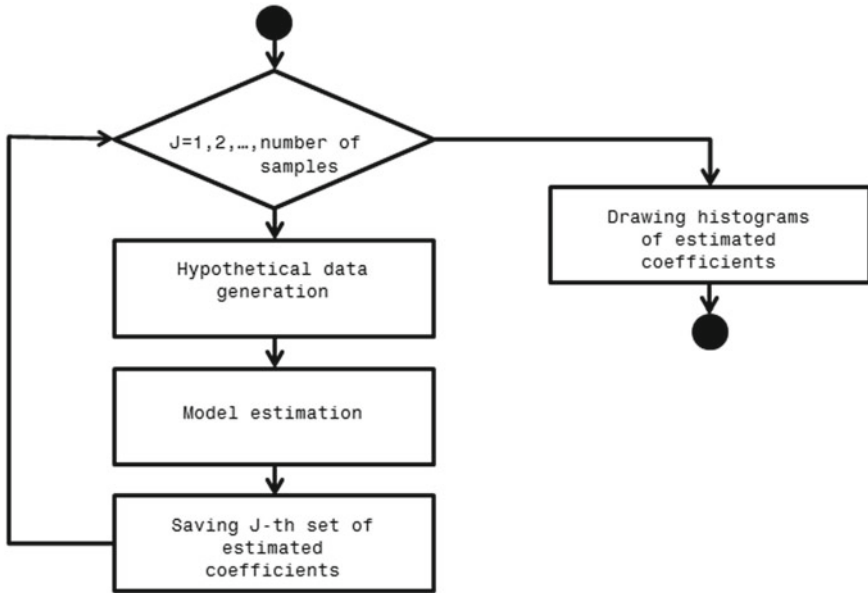 J=1,2,…,number of
samples
Hypothetical data
generation
Model estimation
Saving J-th set of
estimated
coefficients
Drawing histograms
of estimated
coefficients